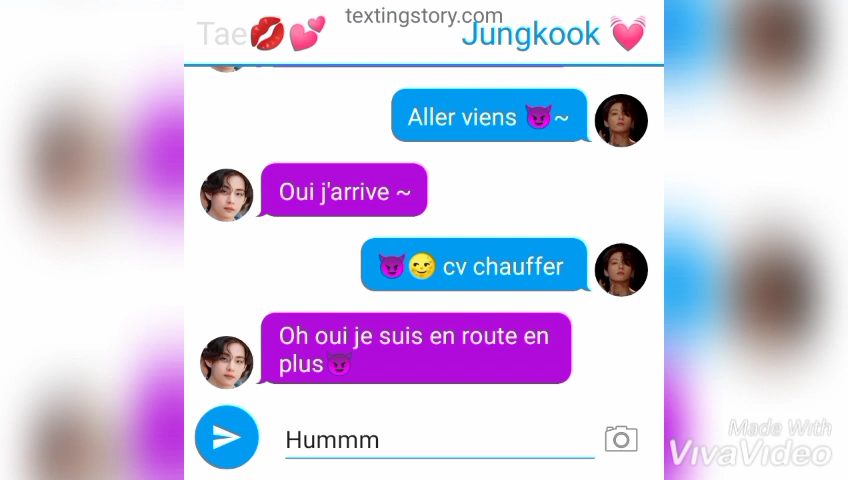 textingstory.com
Tae💋💕 Jungkook 💓
Aller viens 😈~
Oui j'arrive ~
😈😏 cv chauffer
Oh oui je suis en route en
plus😈
Hummm
Made With
VivaVideo